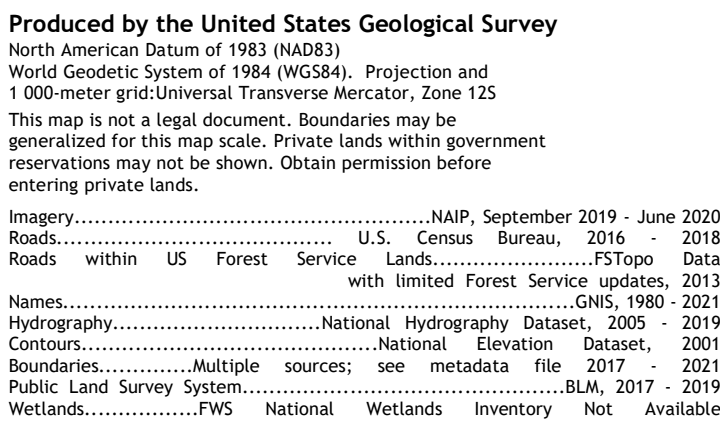 Produced by the United States Geological Survey
North American Datum of 1983 (NAD83)
World Geodetic System of 1984 (WGS84). Projection and
1 000-meter grid:Universal Transverse Mercator, Zone 12S
This map is not a legal document. Boundaries may be
generalized for this map scale. Private lands within government
reservations may not be shown. Obtain permission before
entering private lands.
Imagery............................................NAIP, September 2019 - June 2020
Roads.................................. U.S. Census Bureau, 2016 - 2018
Roads within US Forest Service Lands.......................FSTopo Data
with limited Forest Service updates, 2013
Names...............................................................GNIS, 1980 - 2021
Hydrography..........................National Hydrography Dataset, 2005 - 2019
Contours.......................................National Elevation Dataset, 2001
Boundaries..............Multiple sources; see metadata file 2017 - 2021
Public Land Survey System........................................BLM, 2017 - 2019
Wetlands.................FWS National Wetlands Inventory Not Available